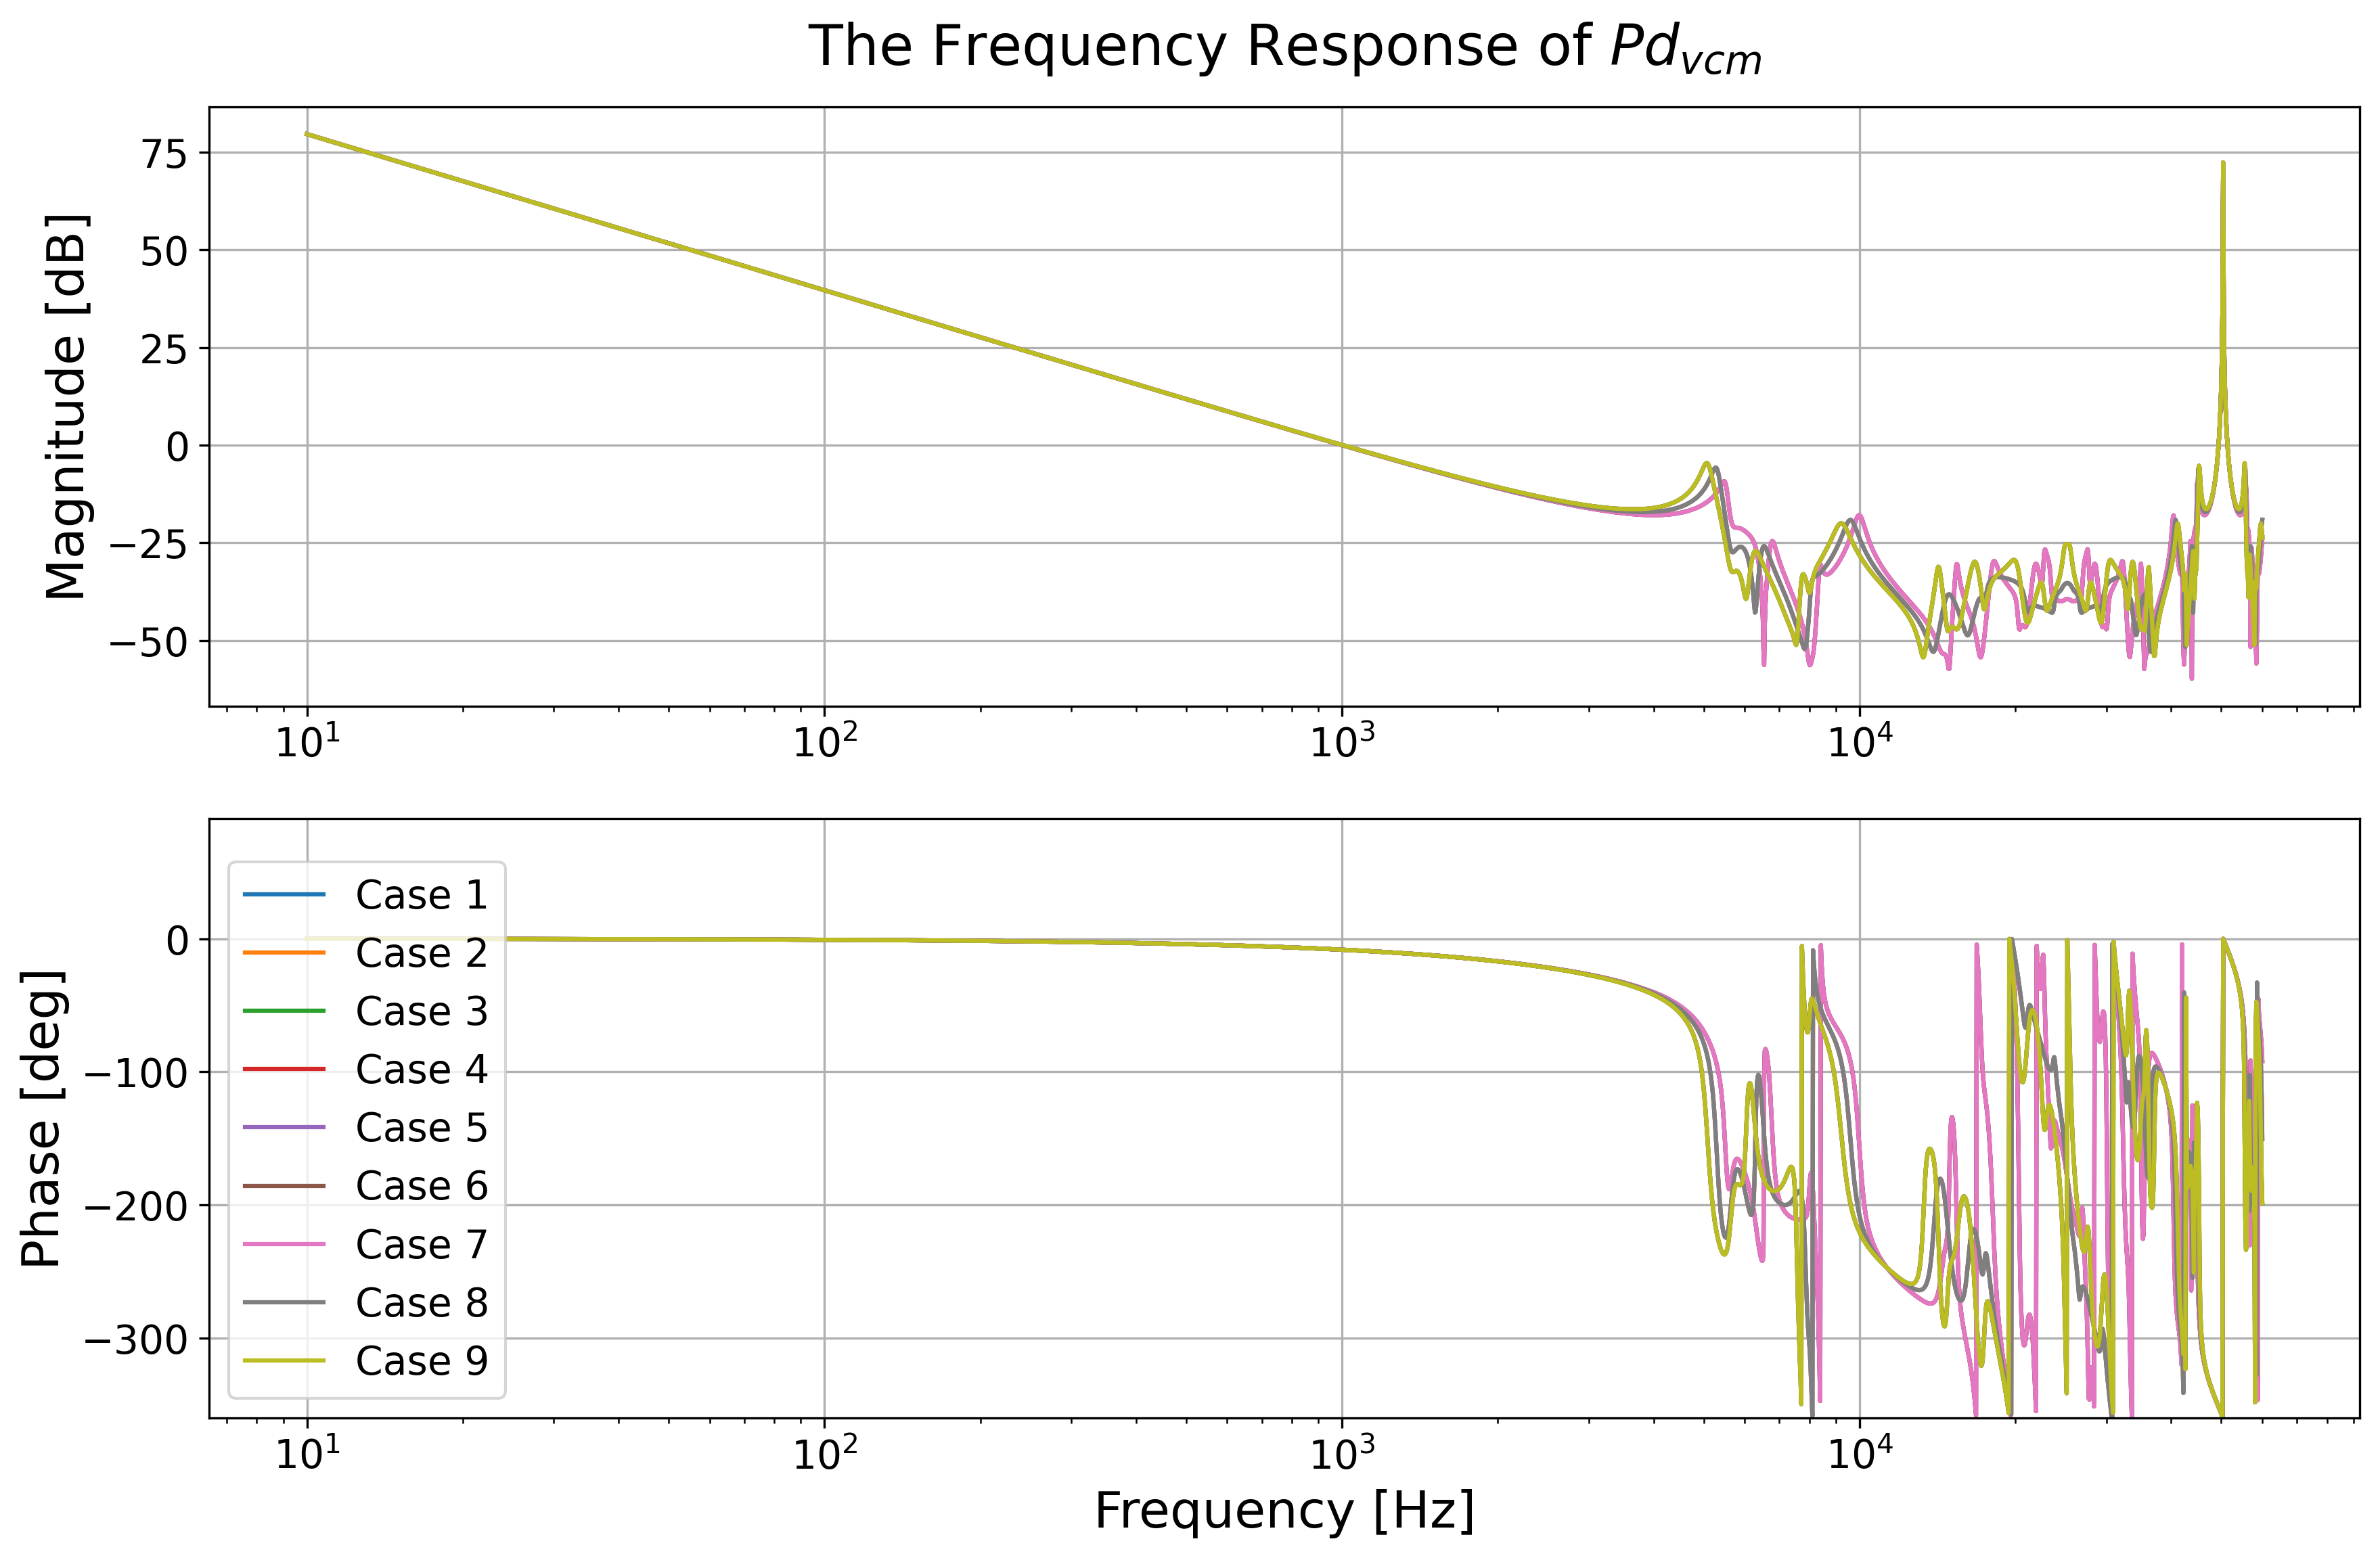 The Frequency Response of Pd_vcm
Magnitude [dB]
75
50
25
0
−25
−50
10^1 10^2 10^3 10^4
Phase [deg]
0
−100
−200
−300
Case 1
Case 2
Case 3
Case 4
Case 5
Case 6
Case 7
Case 8
Case 9
10^1 10^2 10^3 10^4
Frequency [Hz]